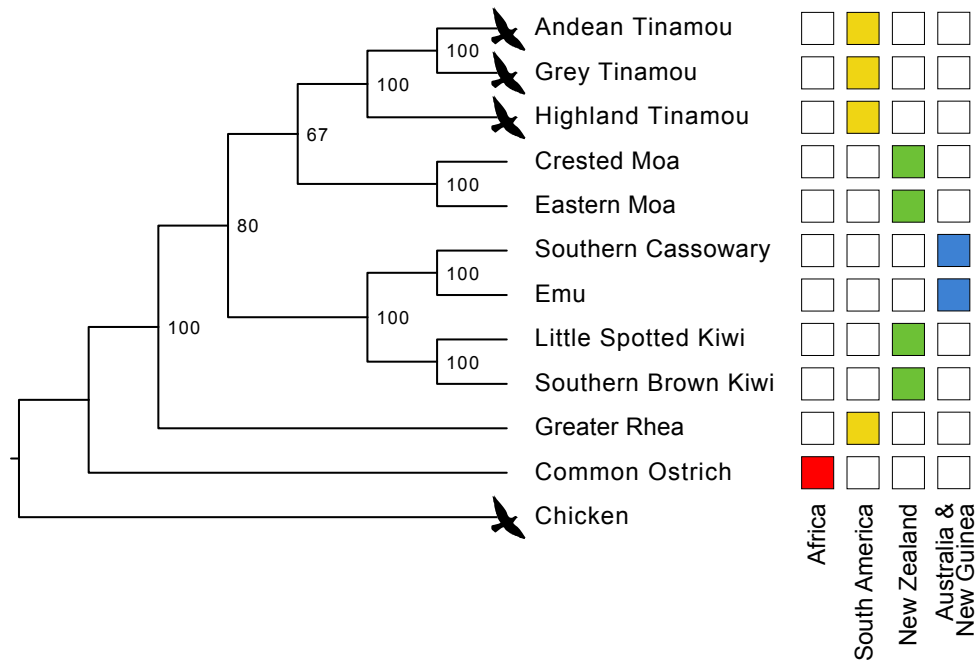 Andean Tinamou
100
Grey Tinamou
100
Highland Tinamou
67
Crested Moa
100
Eastern Moa
80
Southern Cassowary
100
Emu
100
100
Little Spotted Kiwi
100
Southern Brown Kiwi
Greater Rhea
Common Ostrich
Chicken
Africa
South America
New Zealand
Australia &
New Guinea